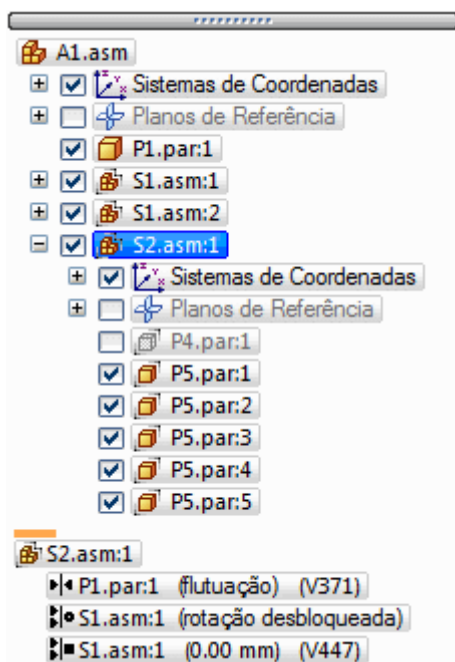 A1.asm
Sistemas de Coordenadas
Planos de Referência
P1.par:1
S1.asm:1
S1.asm:2
S2.asm:1
Sistemas de Coordenadas
Planos de Referência
P4.par:1
P5.par:1
P5.par:2
P5.par:3
P5.par:4
P5.par:5
S2.asm:1
P1.par:1 (flutuação) (V371)
S1.asm:1 (rotação desbloqueada)
S1.asm:1 (0.00 mm) (V447)